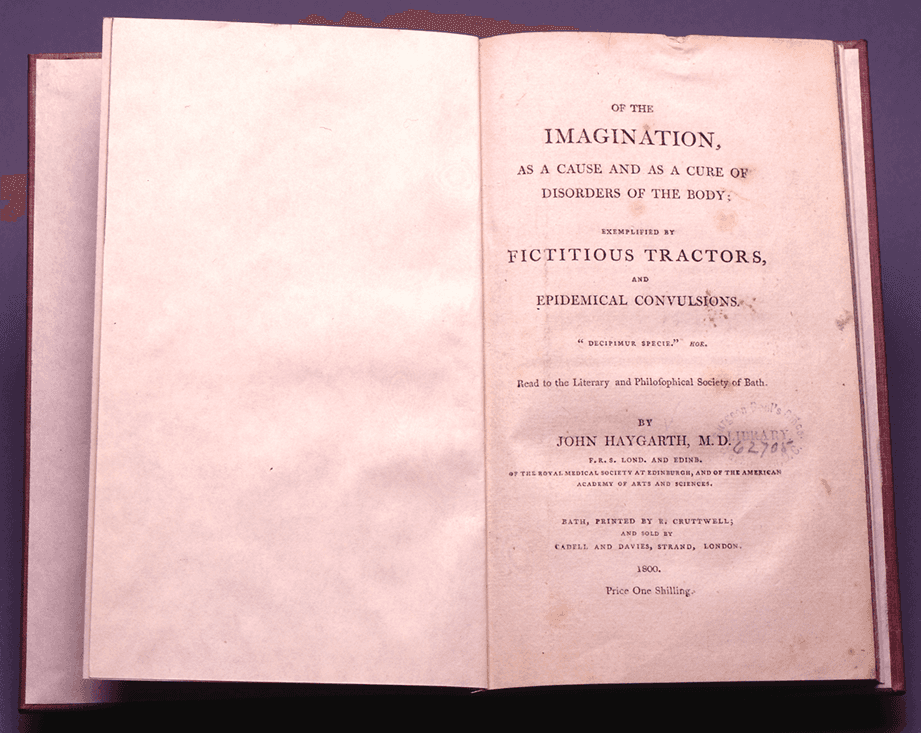 OF THE
IMAGINATION,
AS A CAUSE AND AS A CURE OF
DISORDERS OF THE BODY;
EXEMPLIFIED BY
FICTITIOUS TRACTORS,
AND
EPIDEMICAL CONVULSIONS.
" DECIPIMUR SPECIE." HOR.
Read to the Literary and Philoſophical Society of Bath.
BY
JOHN HAYGARTH, M.D.
F.R.S. LOND. AND EDINB.
OF THE ROYAL MEDICAL SOCIETY AT EDINBURGH, AND OF THE AMERICAN
ACADEMY OF ARTS AND SCIENCES.
LIBRARY
62705
BATH, PRINTED BY R. CRUTTWELL;
AND SOLD BY
CADELL AND DAVIES, STRAND, LONDON.
1800.
Price One Shilling.